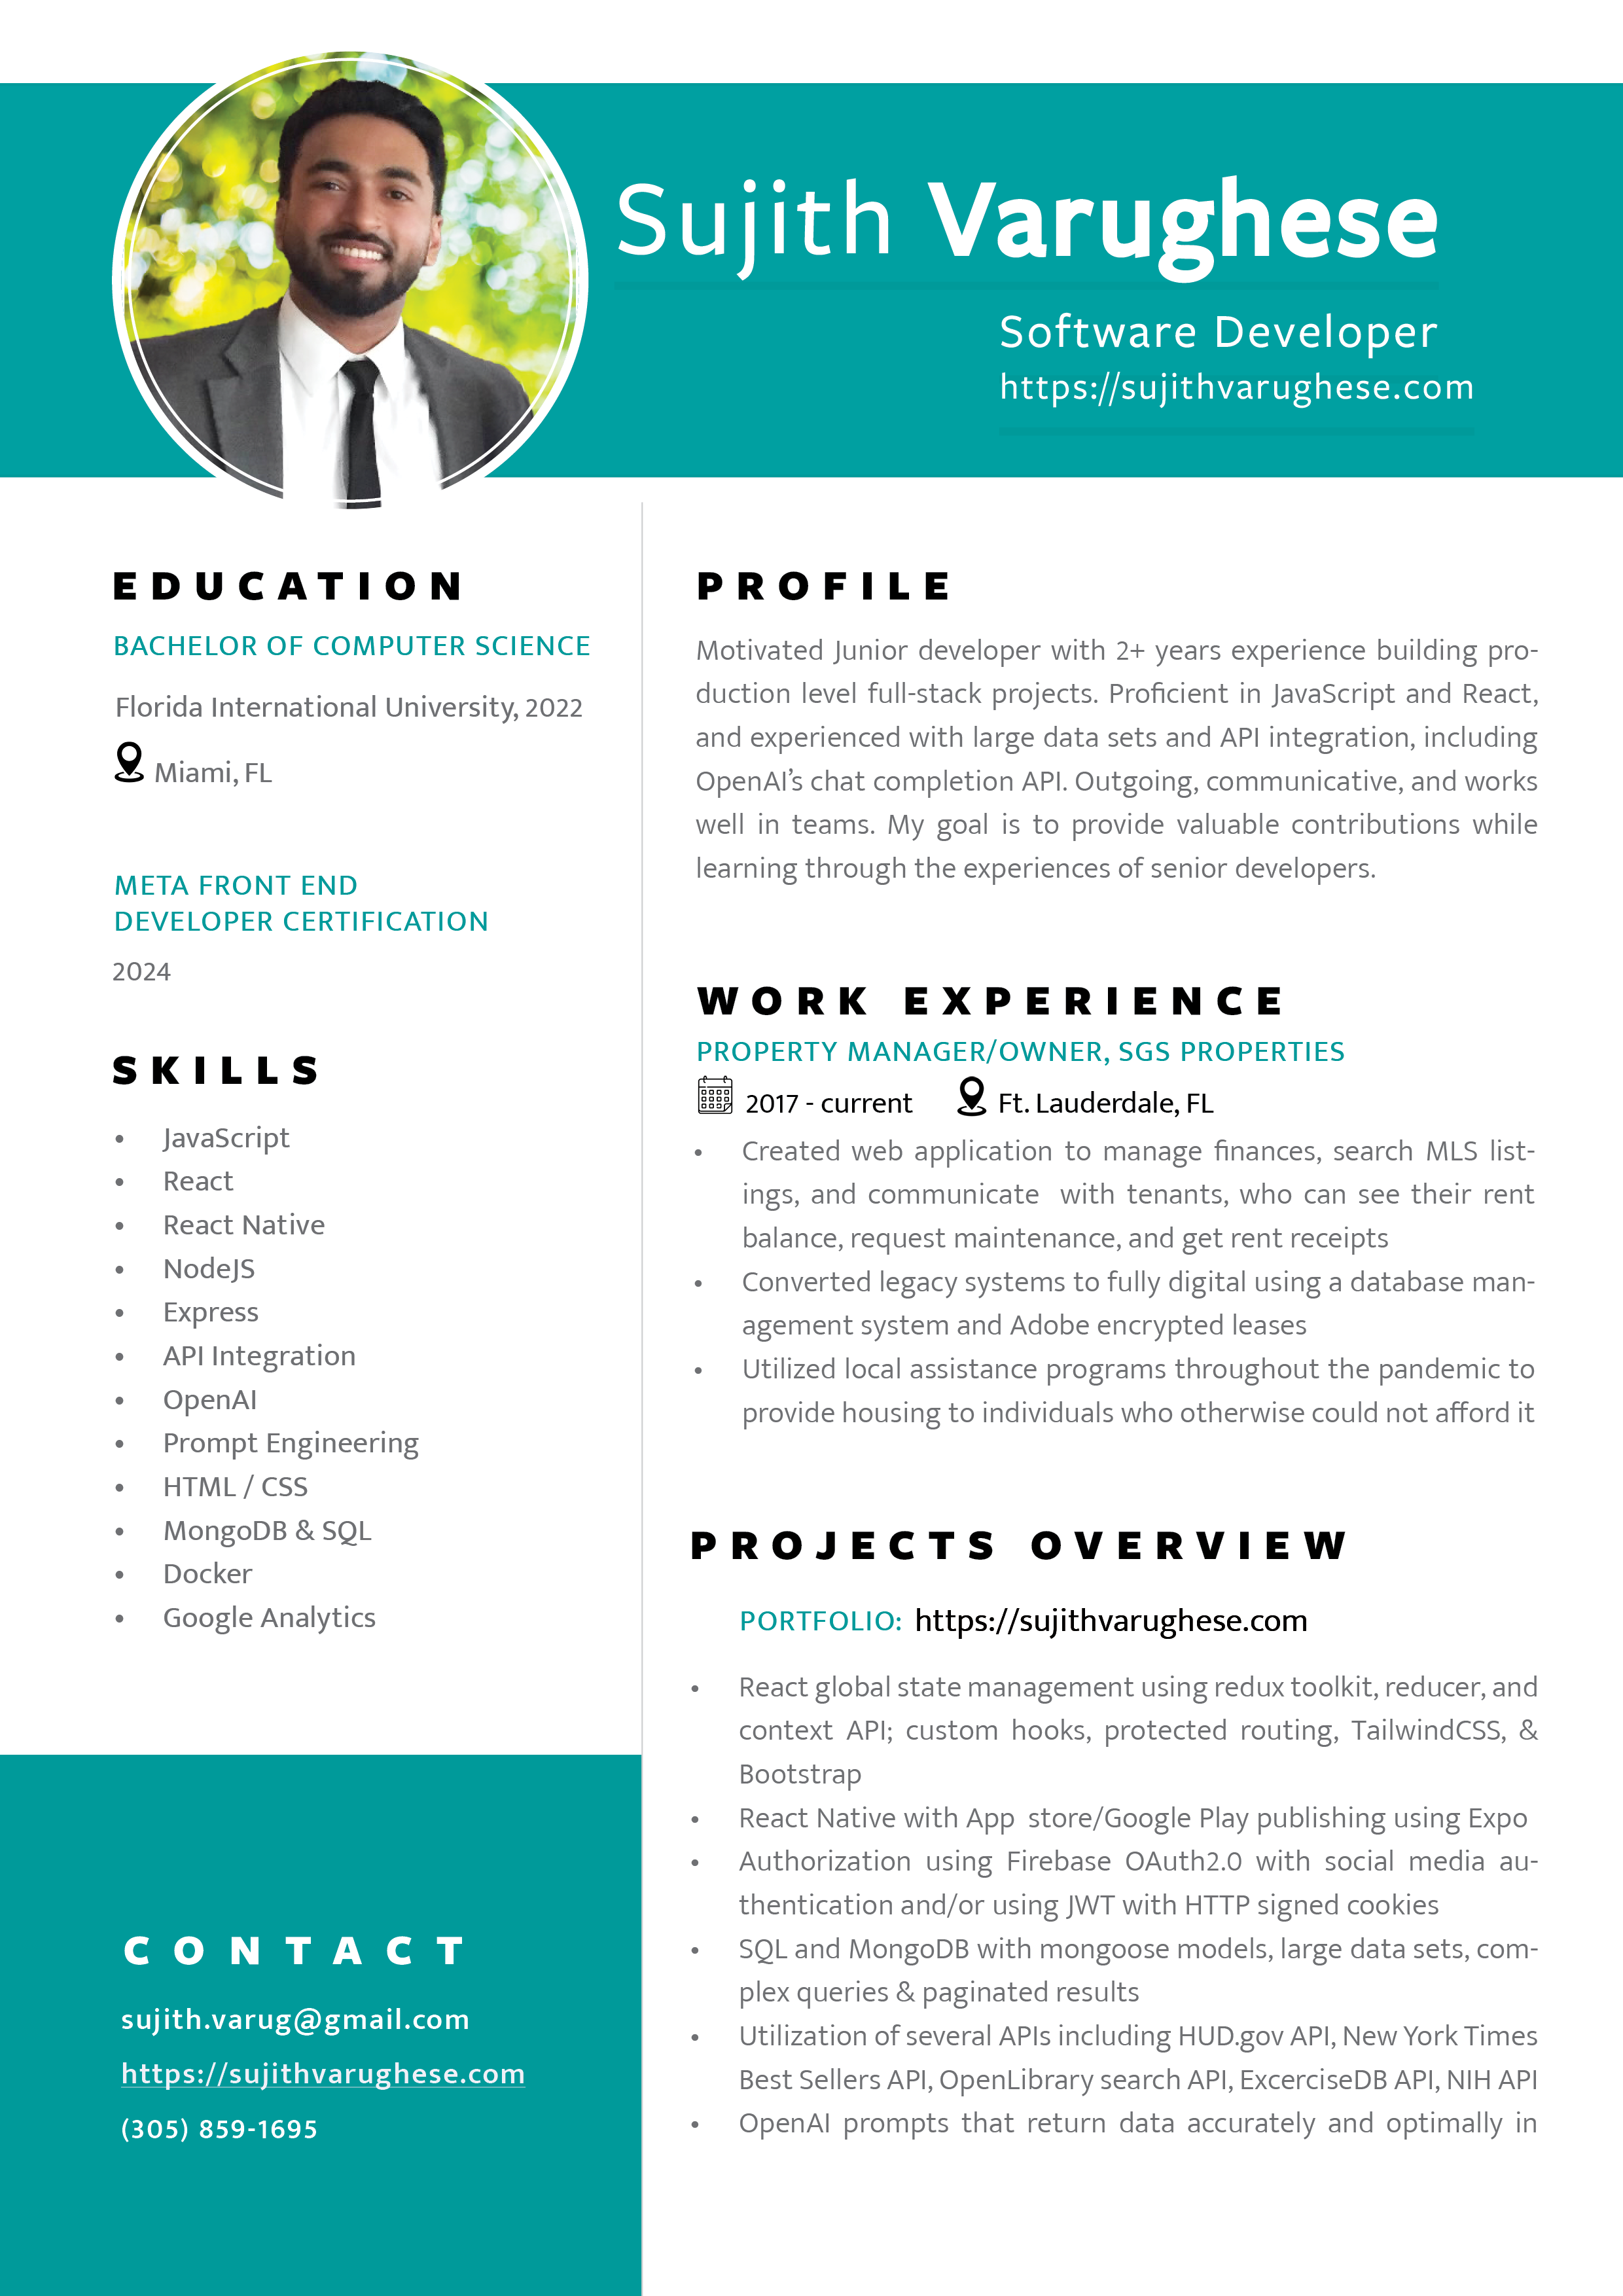 Sujith Varughese
Software Developer
https://sujithvarughese.com
EDUCATION
BACHELOR OF COMPUTER SCIENCE
Florida International University, 2022
Miami, FL
META FRONT END
DEVELOPER CERTIFICATION
2024
SKILLS
• JavaScript
• React
• React Native
• NodeJS
• Express
• API Integration
• OpenAI
• Prompt Engineering
• HTML / CSS
• MongoDB & SQL
• Docker
• Google Analytics
CONTACT
sujith.varug@gmail.com
https://sujithvarughese.com
(305) 859-1695
PROFILE
Motivated Junior developer with 2+ years experience building pro-
duction level full-stack projects. Proficient in JavaScript and React,
and experienced with large data sets and API integration, including
OpenAI’s chat completion API. Outgoing, communicative, and works
well in teams. My goal is to provide valuable contributions while
learning through the experiences of senior developers.
WORK EXPERIENCE
PROPERTY MANAGER/OWNER, SGS PROPERTIES
2017 - current Ft. Lauderdale, FL
• Created web application to manage finances, search MLS list-
ings, and communicate with tenants, who can see their rent
balance, request maintenance, and get rent receipts
• Converted legacy systems to fully digital using a database man-
agement system and Adobe encrypted leases
• Utilized local assistance programs throughout the pandemic to
provide housing to individuals who otherwise could not afford it
PROJECTS OVERVIEW
PORTFOLIO: https://sujithvarughese.com
• React global state management using redux toolkit, reducer, and
context API; custom hooks, protected routing, TailwindCSS, &
Bootstrap
• React Native with App store/Google Play publishing using Expo
• Authorization using Firebase OAuth2.0 with social media au-
thentication and/or using JWT with HTTP signed cookies
• SQL and MongoDB with mongoose models, large data sets, com-
plex queries & paginated results
• Utilization of several APIs including HUD.gov API, New York Times
Best Sellers API, OpenLibrary search API, ExcerciseDB API, NIH API
• OpenAI prompts that return data accurately and optimally in